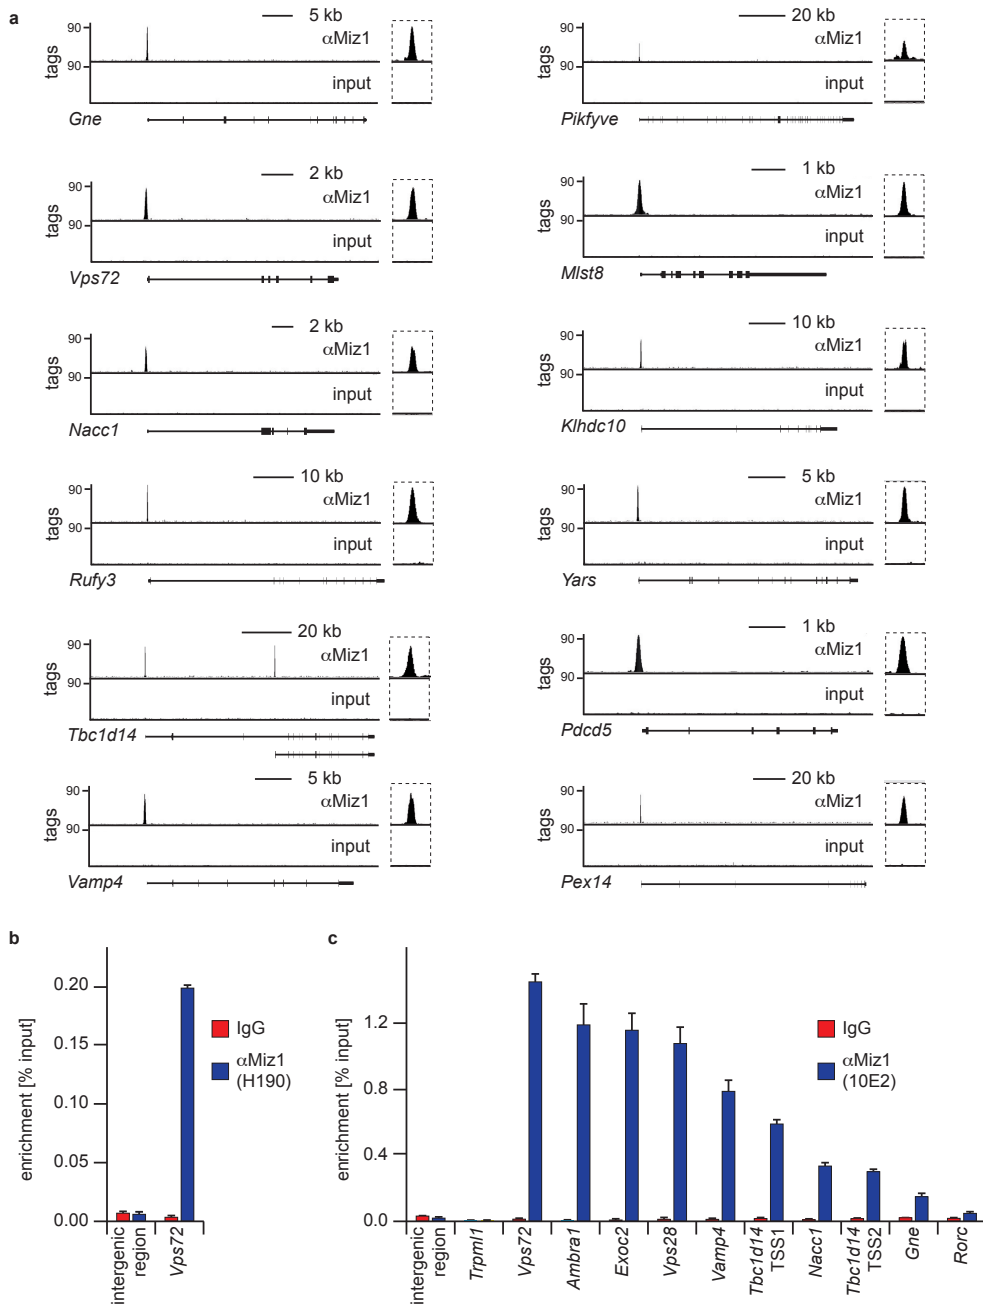 a
5 kb
90
αMiz1
tags
90
input
Gne
20 kb
90
αMiz1
tags
90
input
Pikfyve
2 kb
90
αMiz1
tags
90
input
Vps72
1 kb
90
αMiz1
tags
90
input
Mlst8
2 kb
90
αMiz1
tags
90
input
Nacc1
10 kb
90
αMiz1
tags
90
input
Klhdc10
10 kb
90
αMiz1
tags
90
input
Rufy3
5 kb
90
αMiz1
tags
90
input
Yars
20 kb
90
αMiz1
tags
90
input
Tbc1d14
1 kb
90
αMiz1
tags
90
input
Pdcd5
5 kb
90
αMiz1
tags
90
input
Vamp4
20 kb
90
αMiz1
tags
90
input
Pex14
b
enrichment [% input]
0.20
0.15
0.10
0.05
0.00
IgG
αMiz1
(H190)
intergenic
region
Vps72
c
enrichment [% input]
1.2
0.8
0.4
0.0
IgG
αMiz1
(10E2)
intergenic
region
Trpml1
Vps72
Ambra1
Exoc2
Vps28
Vamp4
Tbc1d14
TSS1
Nacc1
Tbc1d14
TSS2
Gne
Rorc